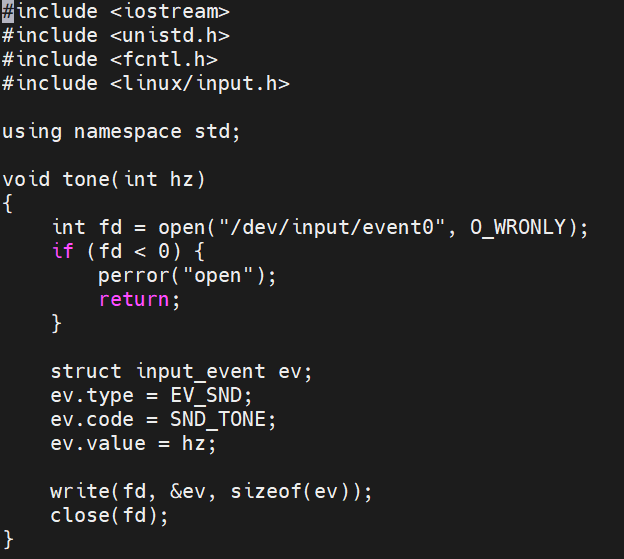 #include <iostream>
#include <unistd.h>
#include <fcntl.h>
#include <linux/input.h>

using namespace std;

void tone(int hz)
{
    int fd = open("/dev/input/event0", O_WRONLY);
    if (fd < 0) {
        perror("open");
        return;
    }

    struct input_event ev;
    ev.type = EV_SND;
    ev.code = SND_TONE;
    ev.value = hz;

    write(fd, &ev, sizeof(ev));
    close(fd);
}